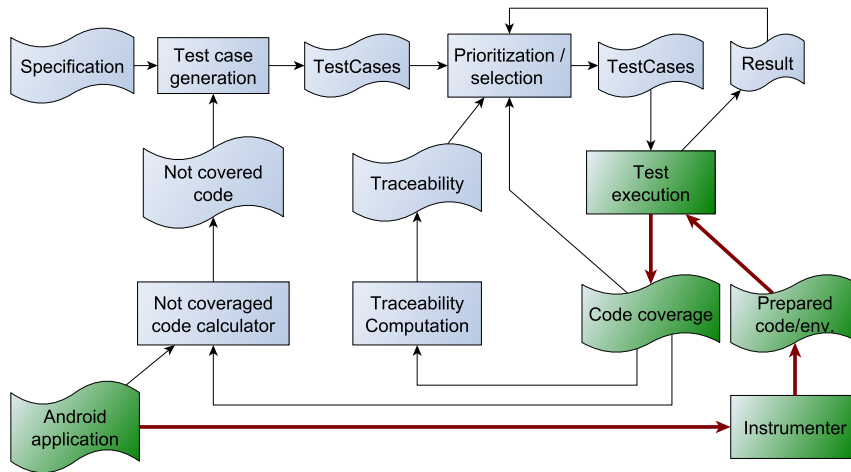 Specification
Test case
generation
TestCases
Prioritization /
selection
TestCases
Result
Not covered
code
Traceability
Test
execution
Not coveraged
code calculator
Traceability
Computation
Code coverage
Prepared
code/env.
Android
application
Instrumenter